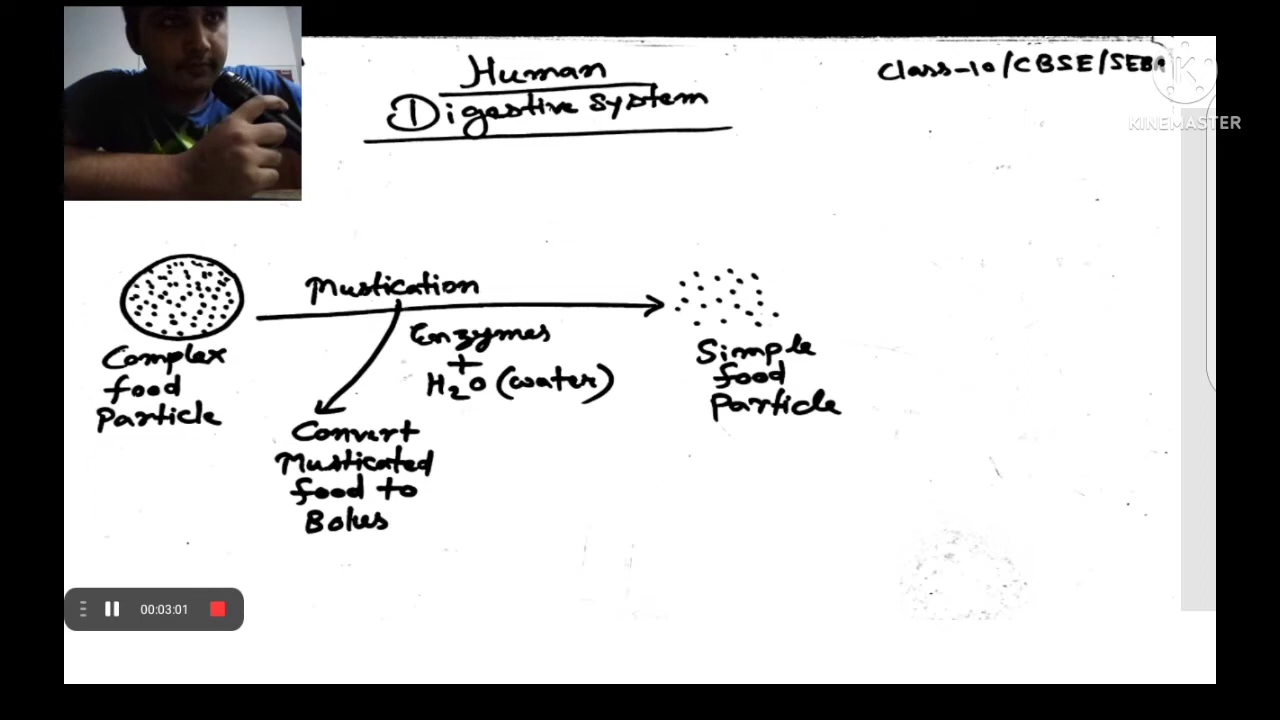 Human
Digestive system
Class-10/CBSE/SEBA
KINEMASTER
Mustication
Enzymes
+
H₂O (water)
Complex
food
Particle
Simple
food
Particle
Convert
Musticated
food to
Bolus
00:03:01